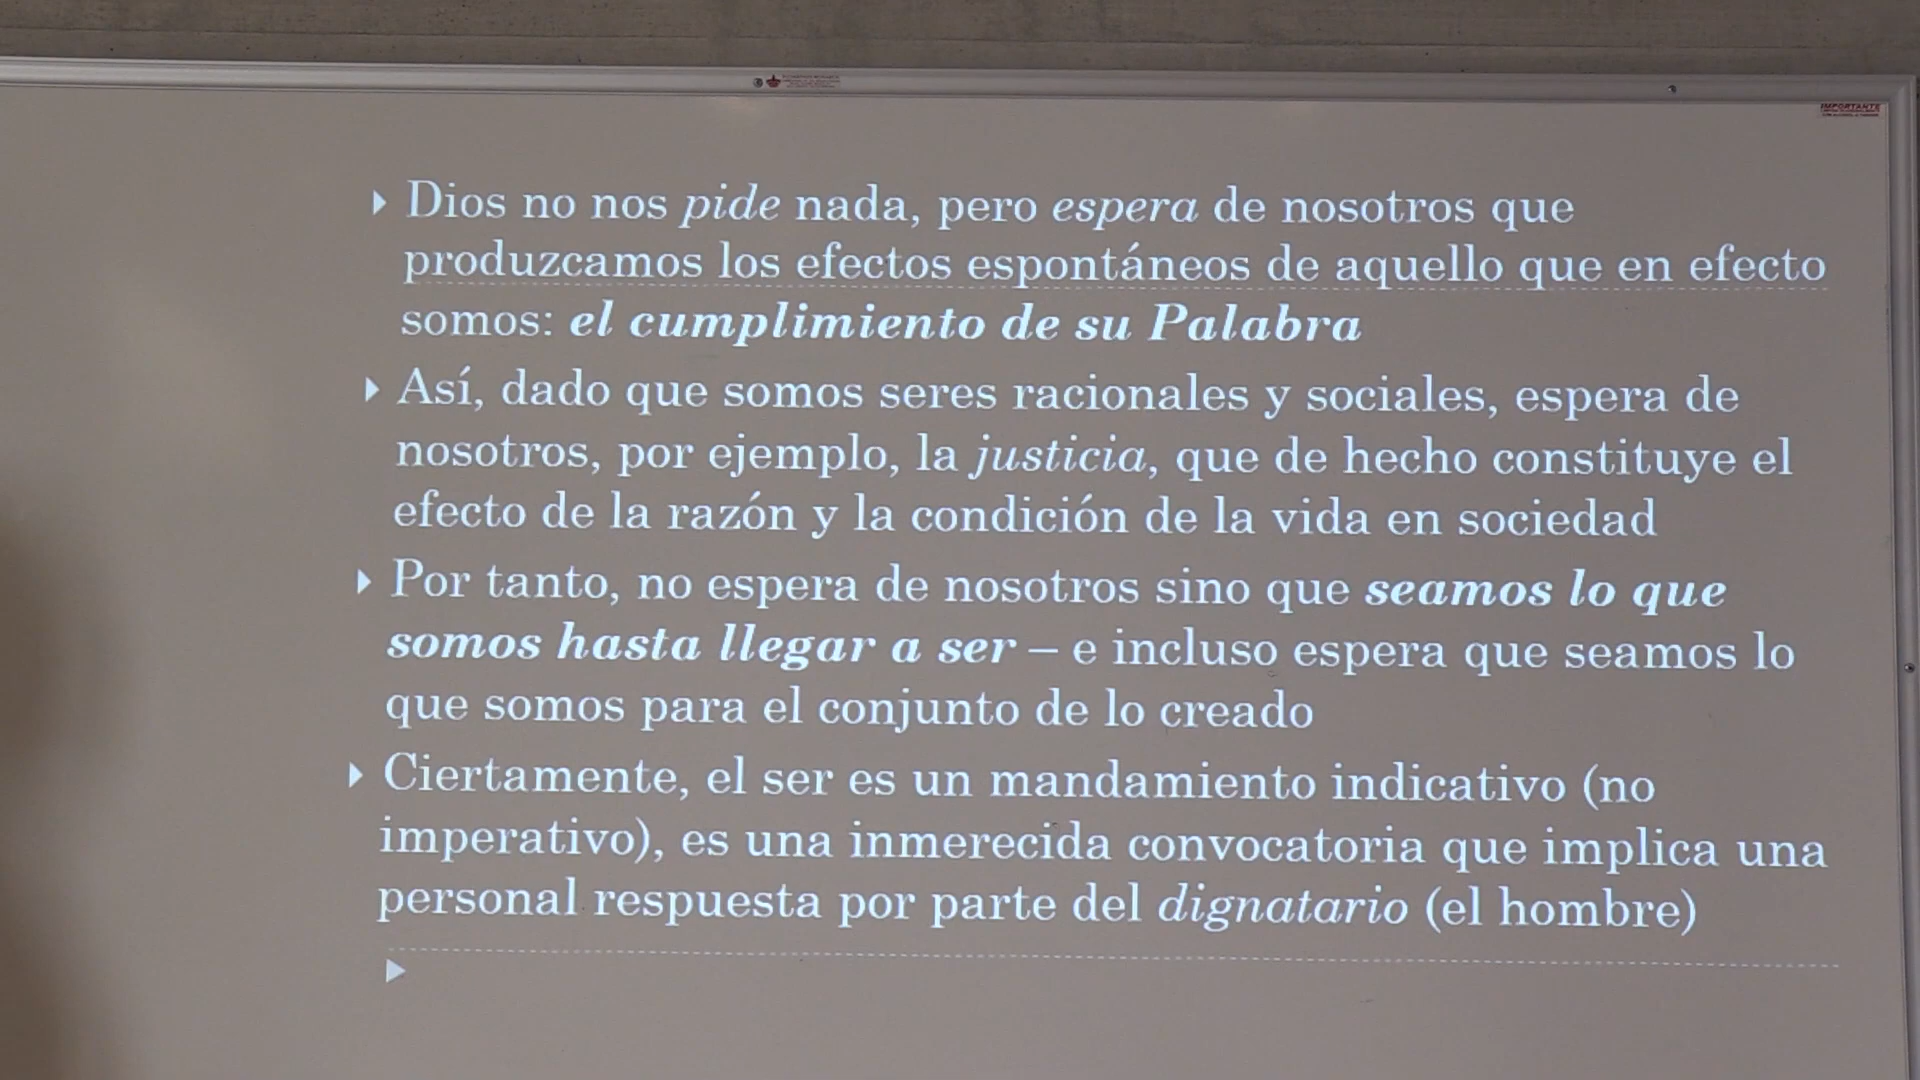 IMPORTANTE
Dios no nos pide nada, pero espera de nosotros que
produzcamos los efectos espontáneos de aquello que en efecto
somos: el cumplimiento de su Palabra
Así, dado que somos seres racionales y sociales, espera de
nosotros, por ejemplo, la justicia, que de hecho constituye el
efecto de la razón y la condición de la vida en sociedad
Por tanto, no espera de nosotros sino que seamos lo que
somos hasta llegar a ser – e incluso espera que seamos lo
que somos para el conjunto de lo creado
Ciertamente, el ser es un mandamiento indicativo (no
imperativo), es una inmerecida convocatoria que implica una
personal respuesta por parte del dignatario (el hombre)